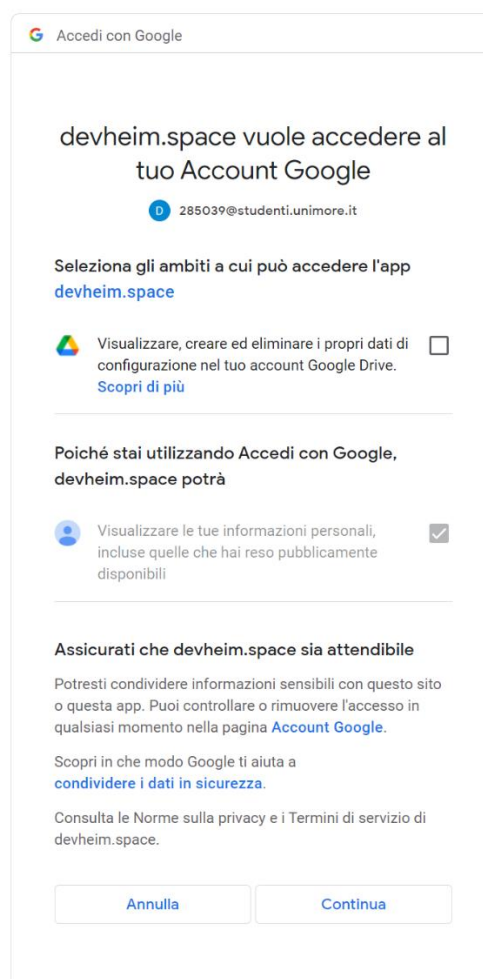 Accedi con Google
devheim.space vuole accedere al
tuo Account Google
D 285039@studenti.unimore.it
Seleziona gli ambiti a cui può accedere l'app
devheim.space
Visualizzare, creare ed eliminare i propri dati di
configurazione nel tuo account Google Drive.
Scopri di più
Poiché stai utilizzando Accedi con Google,
devheim.space potrà
Visualizzare le tue informazioni personali,
incluse quelle che hai reso pubblicamente
disponibili
Assicurati che devheim.space sia attendibile
Potresti condividere informazioni sensibili con questo sito
o questa app. Puoi controllare o rimuovere l'accesso in
qualsiasi momento nella pagina Account Google.
Scopri in che modo Google ti aiuta a
condividere i dati in sicurezza.
Consulta le Norme sulla privacy e i Termini di servizio di
devheim.space.
Annulla Continua